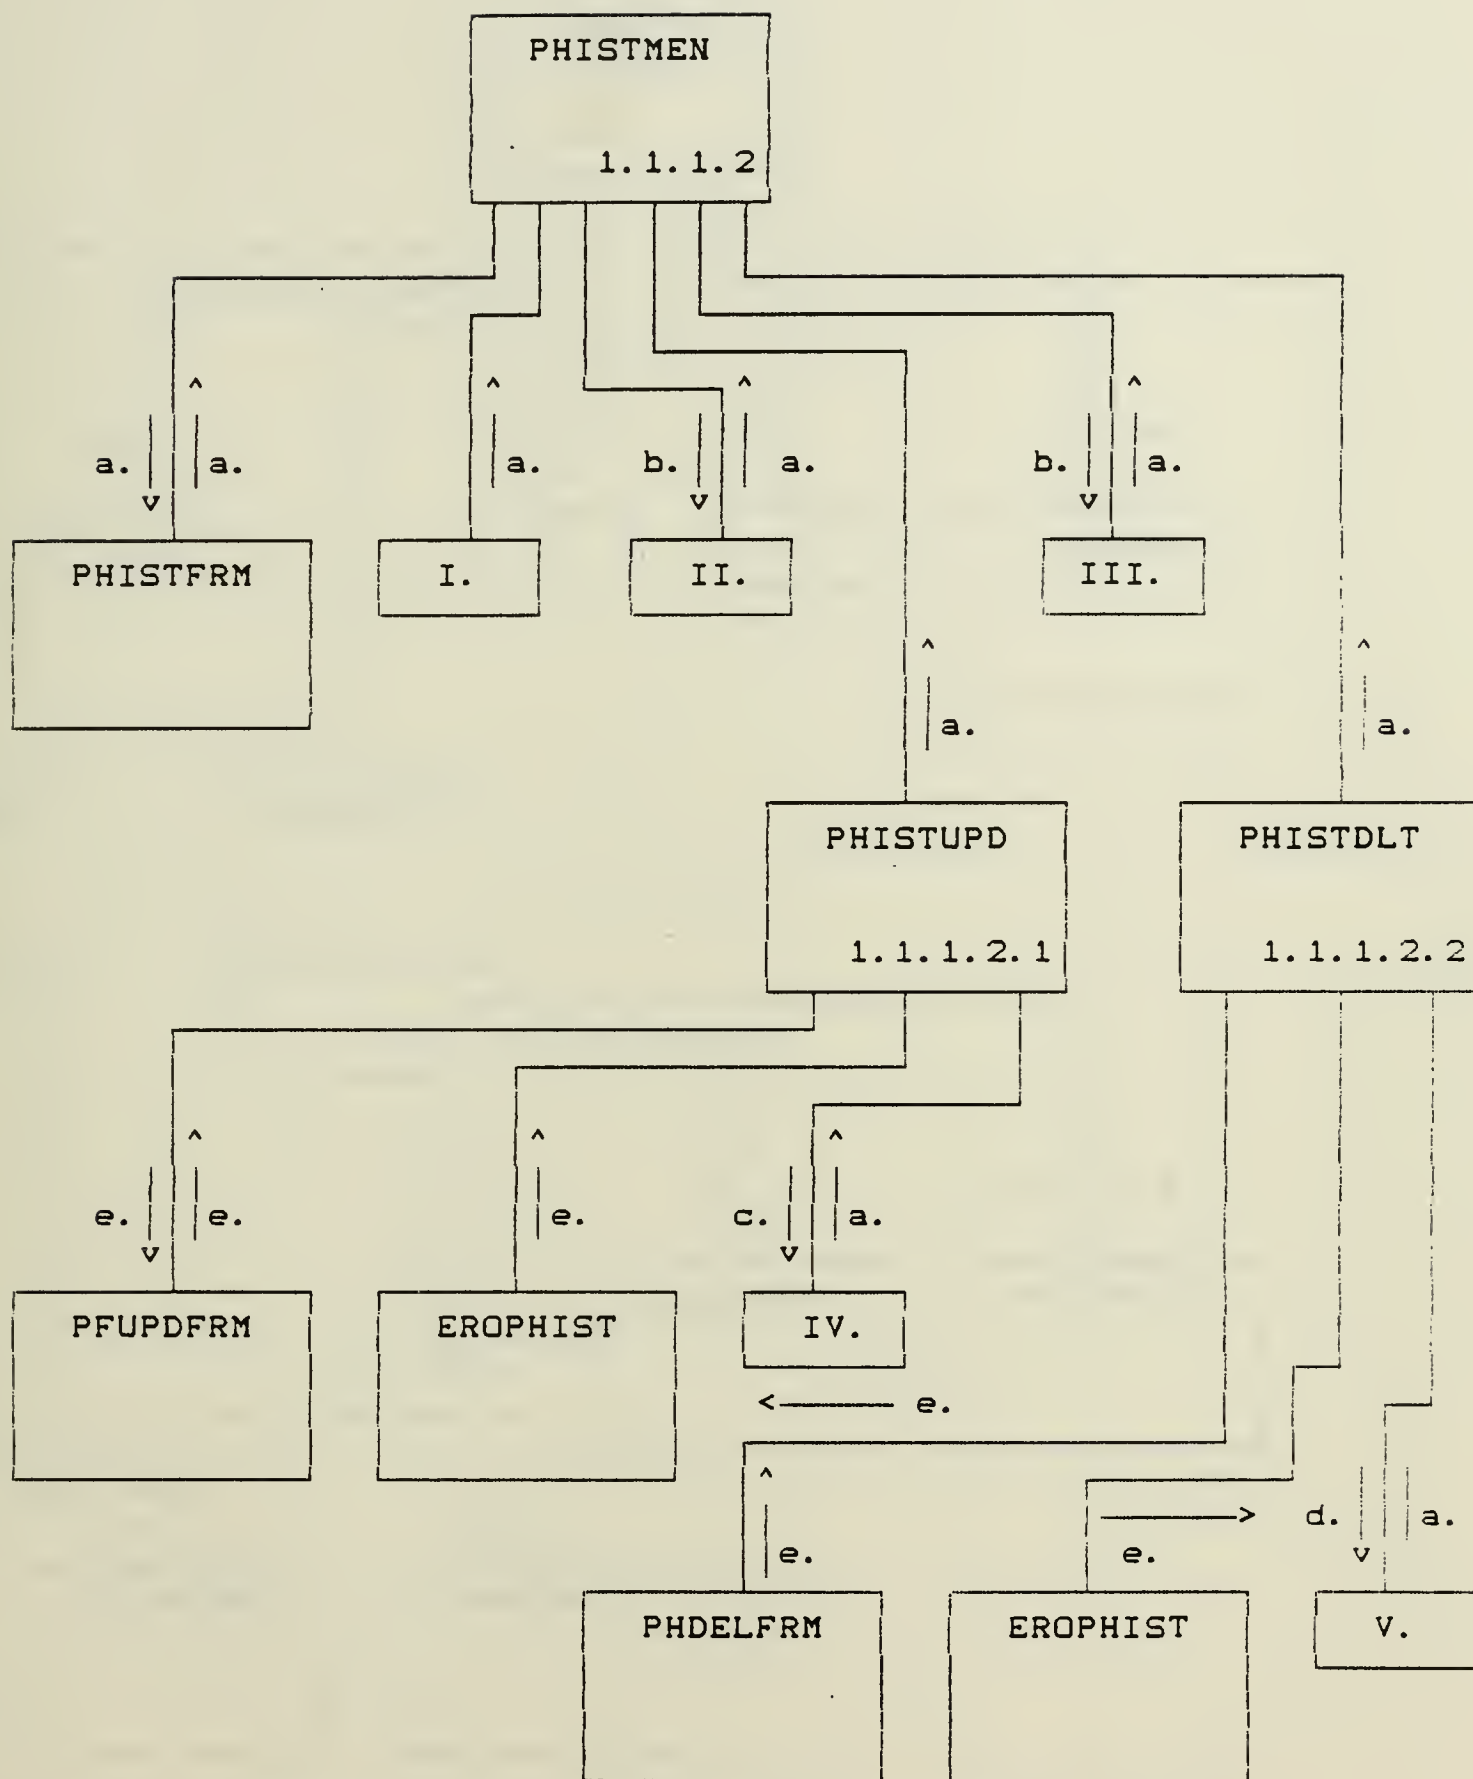 PHISTMEN
1.1.1.2
a. a. a. b. a. b. a.
PHISTFRM I. II. III.
a. a.
PHISTUPD PHISTDLT
1.1.1.2.1 1.1.1.2.2
e. e. e. c. a.
PFUPDFRM EROPHIST IV.
e.
d. a.
e. e.
PHDELFRM EROPHIST V.